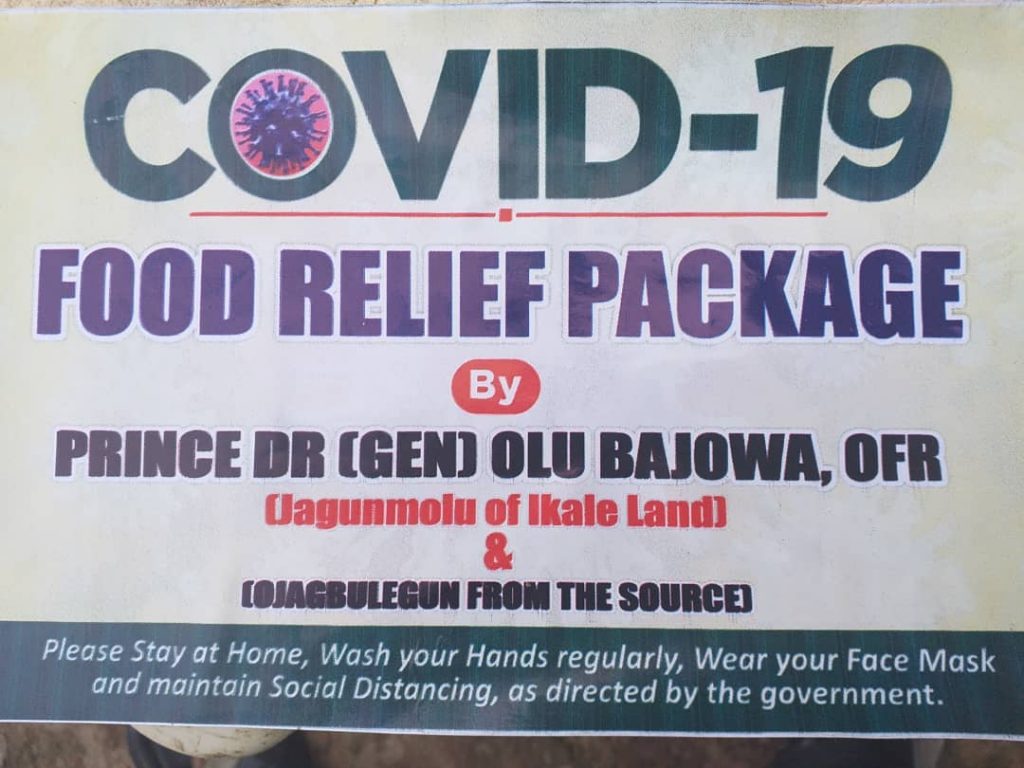 COVID-19
FOOD RELIEF PACKAGE
By
PRINCE DR (GEN) OLU BAJOWA, OFR
(Jagunmolu of Ikale Land)
&
(OJAGBULEGUN FROM THE SOURCE)
Please Stay at Home, Wash your Hands regularly, Wear your Face Mask
and maintain Social Distancing, as directed by the government.